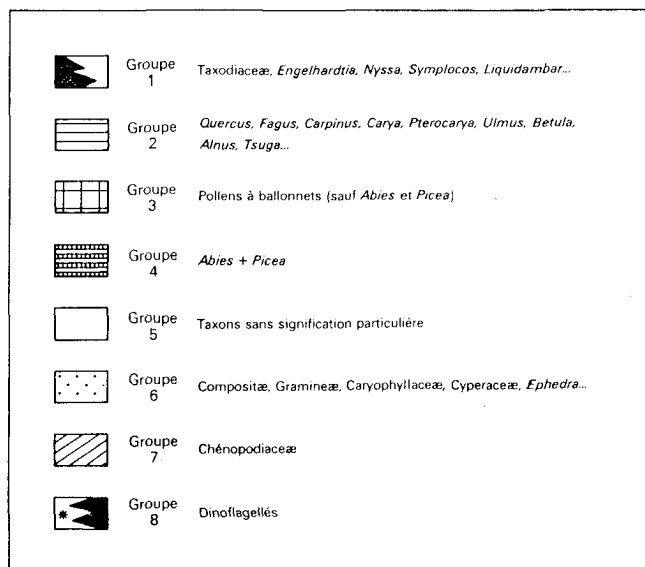 Groupe 1 Taxodiaceæ, Engelhardtia, Nyssa, Symplocos, Liquidambar...
Groupe 2 Quercus, Fagus, Carpinus, Carya, Pterocarya, Ulmus, Betula,
Alnus, Tsuga...
Groupe 3 Pollens à ballonnets (sauf Abies et Picea)
Groupe 4 Abies + Picea
Groupe 5 Taxons sans signification particulière
Groupe 6 Compositæ, Gramineæ, Caryophyllaceæ, Cyperaceæ, Ephedra...
Groupe 7 Chénopodiaceæ
Groupe 8 Dinoflagellés